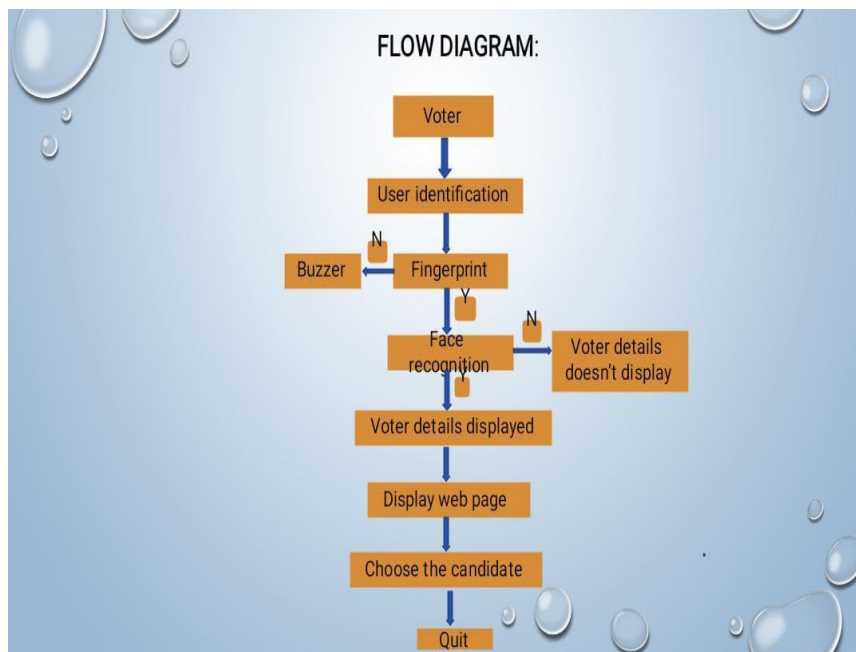 FLOW DIAGRAM:
Voter
User identification
N
Buzzer
Fingerprint
Y
Face
recognition
N
Voter details
doesn't display
Y
Voter details displayed
Display web page
Choose the candidate
Quit